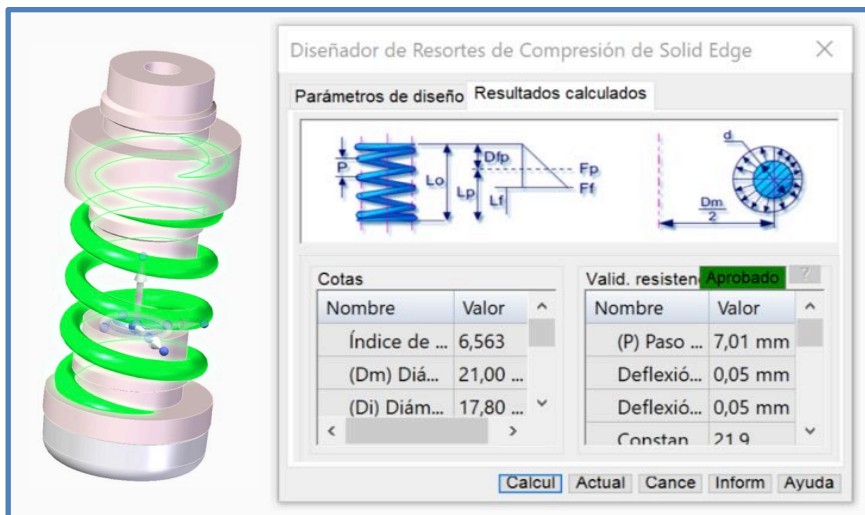 Diseñador de Resortes de Compresión de Solid Edge
Parámetros de diseño Resultados calculados
P Lo Dfp Lp Lf Fp Ff d Dm 2
Cotas
Nombre Valor
Índice de ... 6,563
(Dm) Diá... 21,00 ...
(Di) Diám... 17,80 ...
Valid. resisten Aprobado ?
Nombre Valor
(P) Paso ... 7,01 mm
Deflexió... 0,05 mm
Deflexió... 0,05 mm
Constan 21,9
Calcul Actual Cance Inform Ayuda